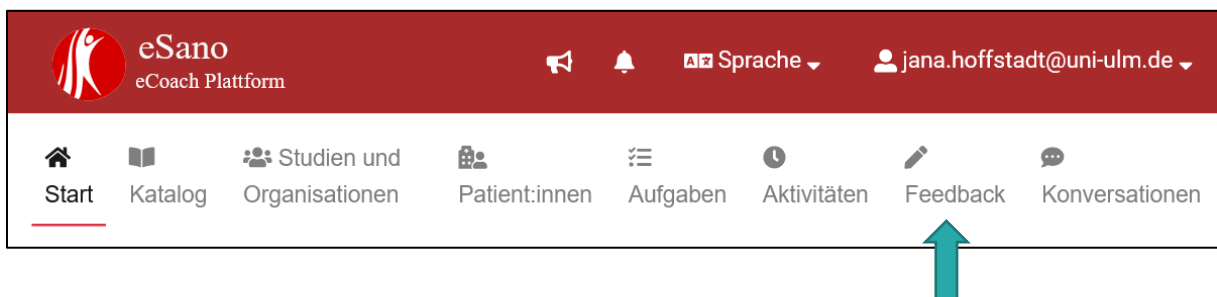 eSano
eCoach Plattform
Sprache
jana.hoffstadt@uni-ulm.de
Start
Katalog
Studien und
Organisationen
Patient:innen
Aufgaben
Aktivitäten
Feedback
Konversationen